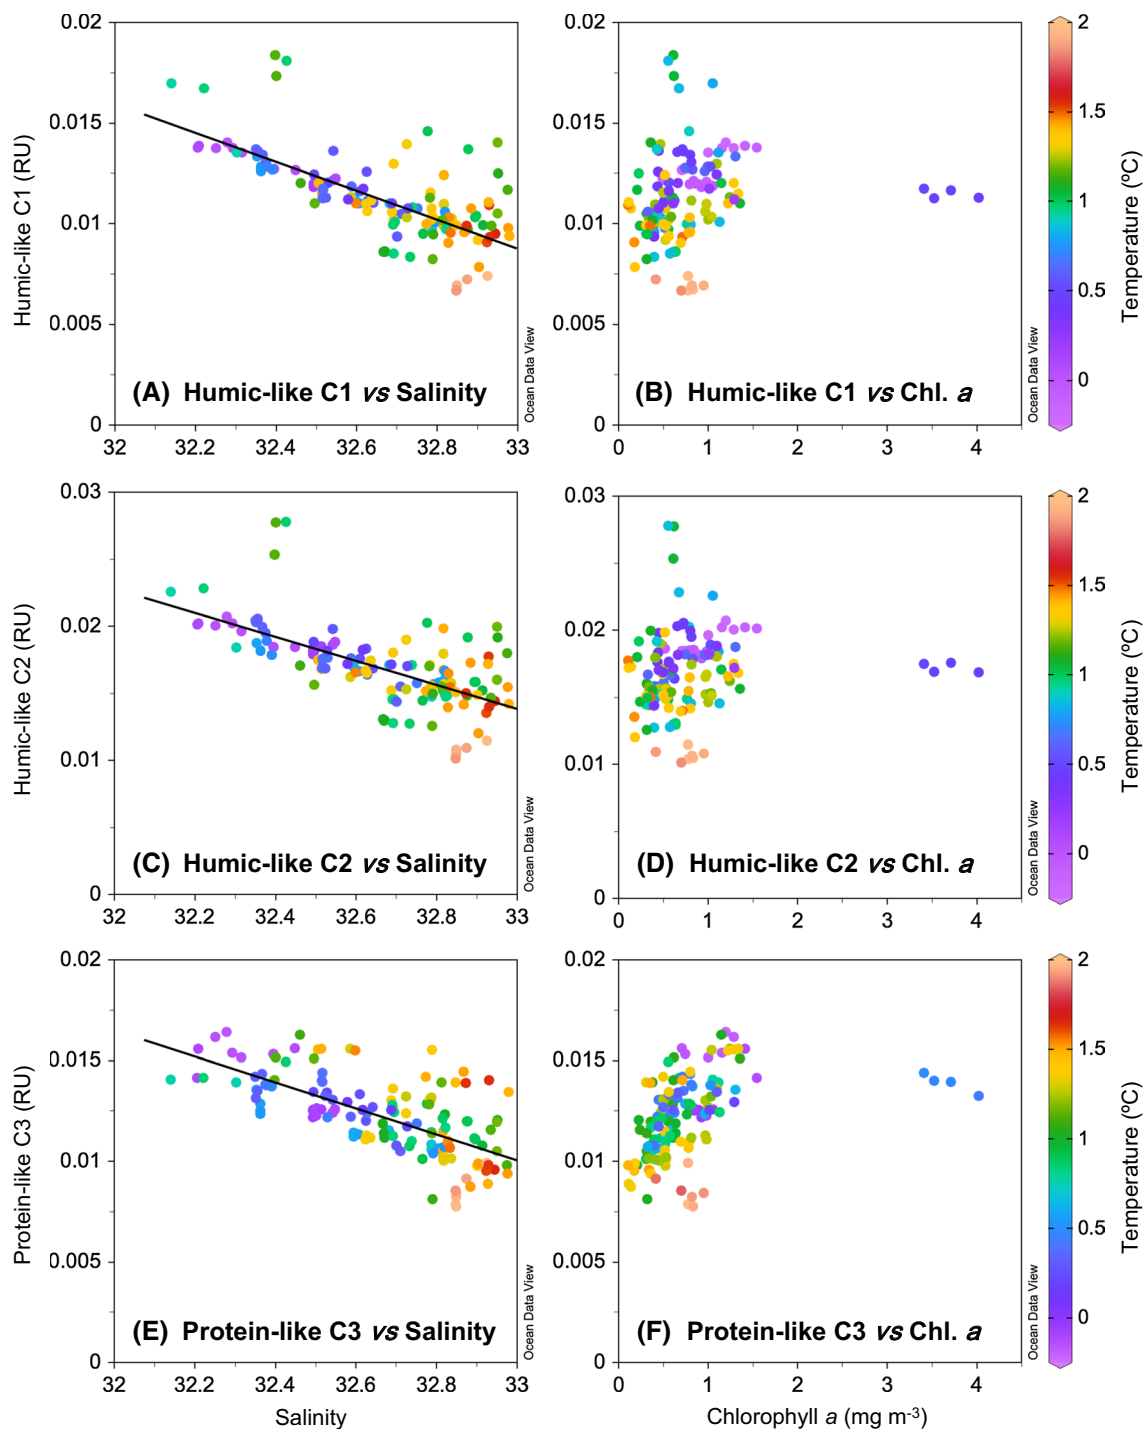 0.02
0.015
0.01
0.005
0
Humic-like C1 (RU)
(A) Humic-like C1 vs Salinity
Ocean Data View
32 32.2 32.4 32.6 32.8 33
0.02
0.015
0.01
0.005
0
(B) Humic-like C1 vs Chl. a
Ocean Data View
0 1 2 3 4
2
1.5
1
0.5
0
Temperature (ºC)
0.03
0.02
0.01
0
Humic-like C2 (RU)
(C) Humic-like C2 vs Salinity
Ocean Data View
32 32.2 32.4 32.6 32.8 33
0.03
0.02
0.01
0
(D) Humic-like C2 vs Chl. a
Ocean Data View
0 1 2 3 4
2
1.5
1
0.5
0
Temperature (ºC)
0.02
0.015
0.01
0.005
0
Protein-like C3 (RU)
(E) Protein-like C3 vs Salinity
Ocean Data View
32 32.2 32.4 32.6 32.8 33
Salinity
0.02
0.015
0.01
0.005
0
(F) Protein-like C3 vs Chl. a
Ocean Data View
0 1 2 3 4
Chlorophyll a (mg m-3)
2
1.5
1
0.5
0
Temperature (ºC)